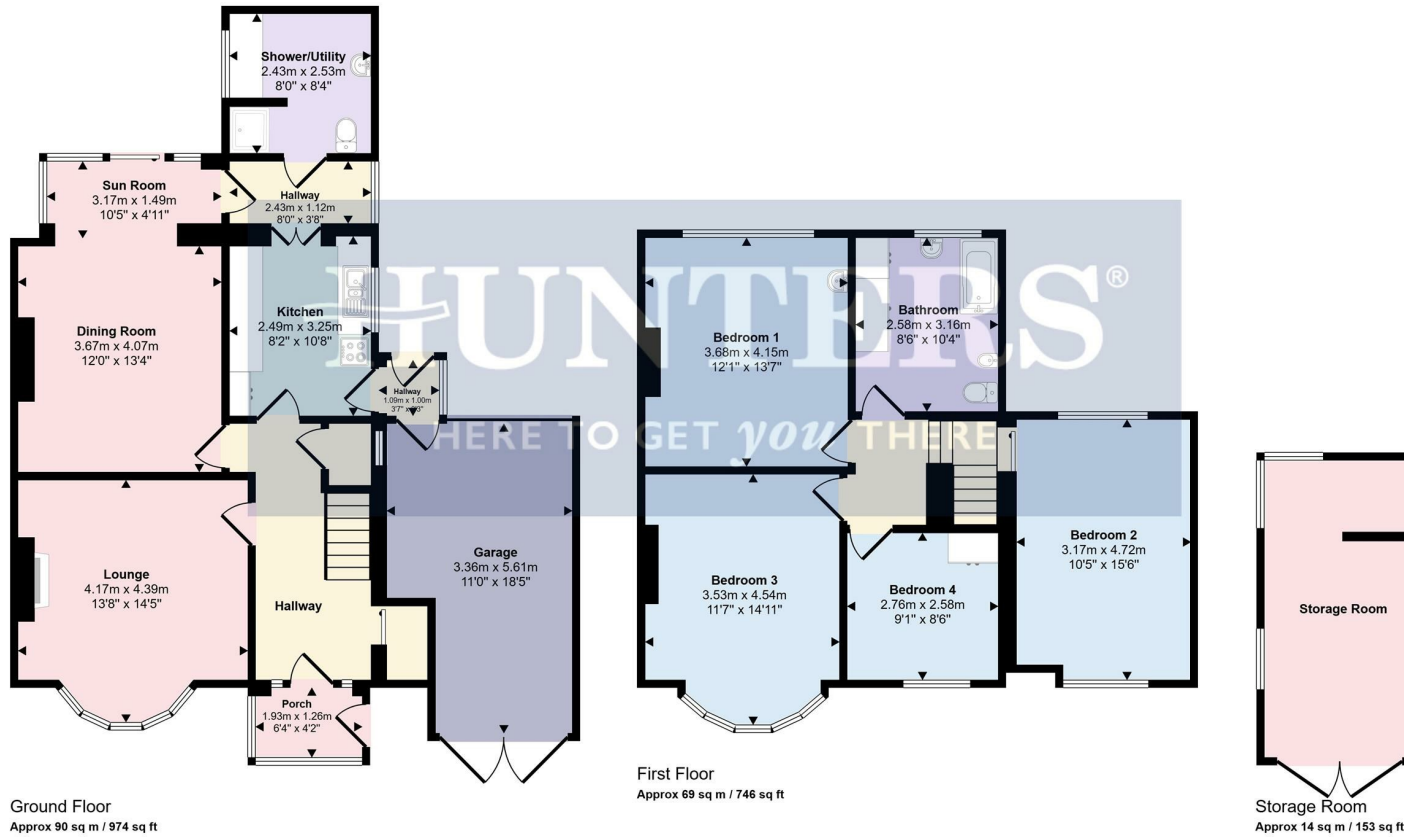 Shower/Utility
2.43m x 2.53m
8'0" x 8'4"
Sun Room
3.17m x 1.49m
10'5" x 4'11"
Hallway
2.43m x 1.12m
8'0" x 3'8"
Dining Room
3.67m x 4.07m
12'0" x 13'4"
Kitchen
2.49m x 3.25m
8'2" x 10'8"
Hallway
1.09m x 1.00m
3'7" x
Lounge
4.17m x 4.39m
13'8" x 14'5"
Hallway
Garage
3.36m x 5.61m
11'0" x 18'5"
Porch
1.93m x 1.26m
6'4" x 4'2"
Ground Floor
Approx 90 sq m / 974 sq ft
HUNTERS®
HERE TO GET you THERE
Bedroom 1
3.68m x 4.15m
12'1" x 13'7"
Bathroom
2.58m x 3.16m
8'6" x 10'4"
Bedroom 2
3.17m x 4.72m
10'5" x 15'6"
Bedroom 3
3.53m x 4.54m
11'7" x 14'11"
Bedroom 4
2.76m x 2.58m
9'1" x 8'6"
First Floor
Approx 69 sq m / 746 sq ft
Storage Room
Storage Room
Approx 14 sq m / 153 sq ft